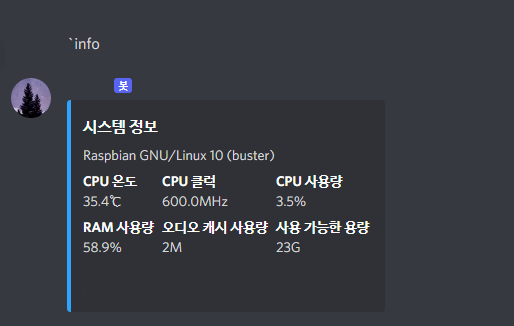 `info
봇
시스템 정보
Raspbian GNU/Linux 10 (buster)
CPU 온도 CPU 클럭 CPU 사용량
35.4℃ 600.0MHz 3.5%
RAM 사용량 오디오 캐시 사용량 사용 가능한 용량
58.9% 2M 23G